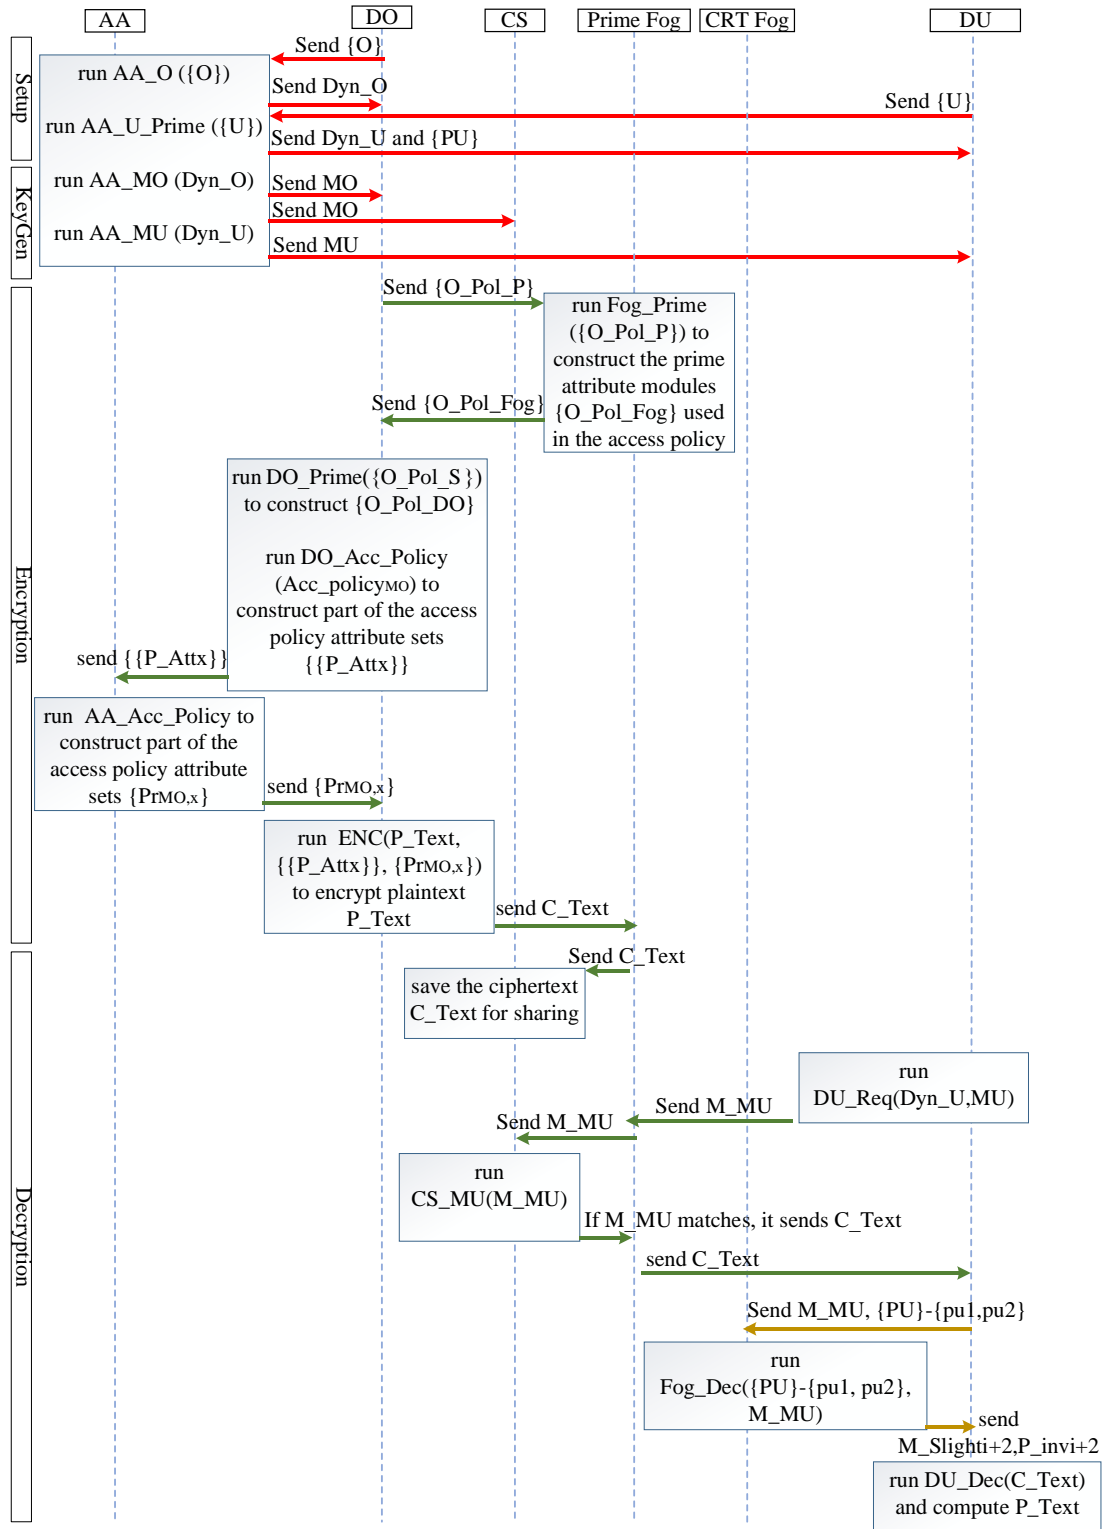 AA
DO
CS
Prime Fog
CRT Fog
DU
Setup
Send {O}
run AA_O ({O})
Send Dyn_O
Send {U}
run AA_U_Prime ({U})
Send Dyn_U and {PU}
KeyGen
run AA_MO (Dyn_O)
Send MO
Send MO
run AA_MU (Dyn_U)
Send MU
Encryption
Send {O_Pol_P}
run Fog_Prime
({O_Pol_P}) to
construct the prime
attribute modules
{O_Pol_Fog} used
in the access policy
Send {O_Pol_Fog}
run DO_Prime({O_Pol_S})
to construct {O_Pol_DO}
run DO_Acc_Policy
(Acc_policyMO) to
construct part of the access
policy attribute sets
{{P_Attx}}
send {{P_Attx}}
run AA_Acc_Policy to
construct part of the
access policy attribute
sets {PrMO,x}
send {PrMO,x}
run ENC(P_Text,
{{P_Attx}}, {PrMO,x})
to encrypt plaintext
P_Text
send C_Text
Decryption
Send C_Text
save the ciphertext
C_Text for sharing
run
DU_Req(Dyn_U,MU)
Send M_MU
Send M_MU
run
CS_MU(M_MU)
If M_MU matches, it sends C_Text
send C_Text
Send M_MU, {PU}-{pu1,pu2}
run
Fog_Dec({PU}-{pu1, pu2},
M_MU)
send
M_Slighti+2,P_invi+2
run DU_Dec(C_Text)
and compute P_Text